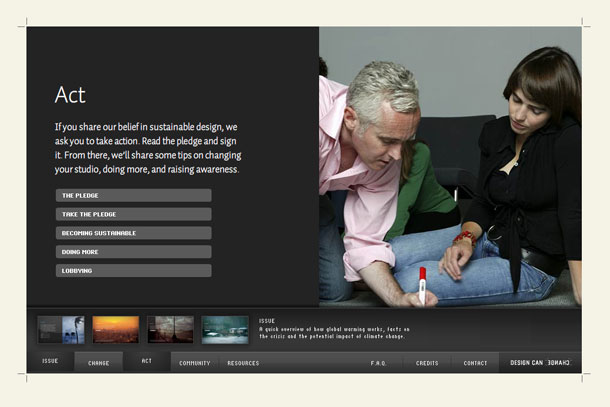 Act
If you share our belief in sustainable design, we
ask you to take action. Read the pledge and sign
it. From there, we'll share some tips on changing
your studio, doing more, and raising awareness.
THE PLEDGE
TAKE THE PLEDGE
BECOMING SUSTAINABLE
DOING MORE
LOBBYING
ISSUE
A quick overview of how global warming works, facts on
the crisis and the potential impact of climate change.
ISSUE
CHANGE
ACT
COMMUNITY
RESOURCES
F.A.Q.
CREDITS
CONTACT
DESIGN CAN CHANGE